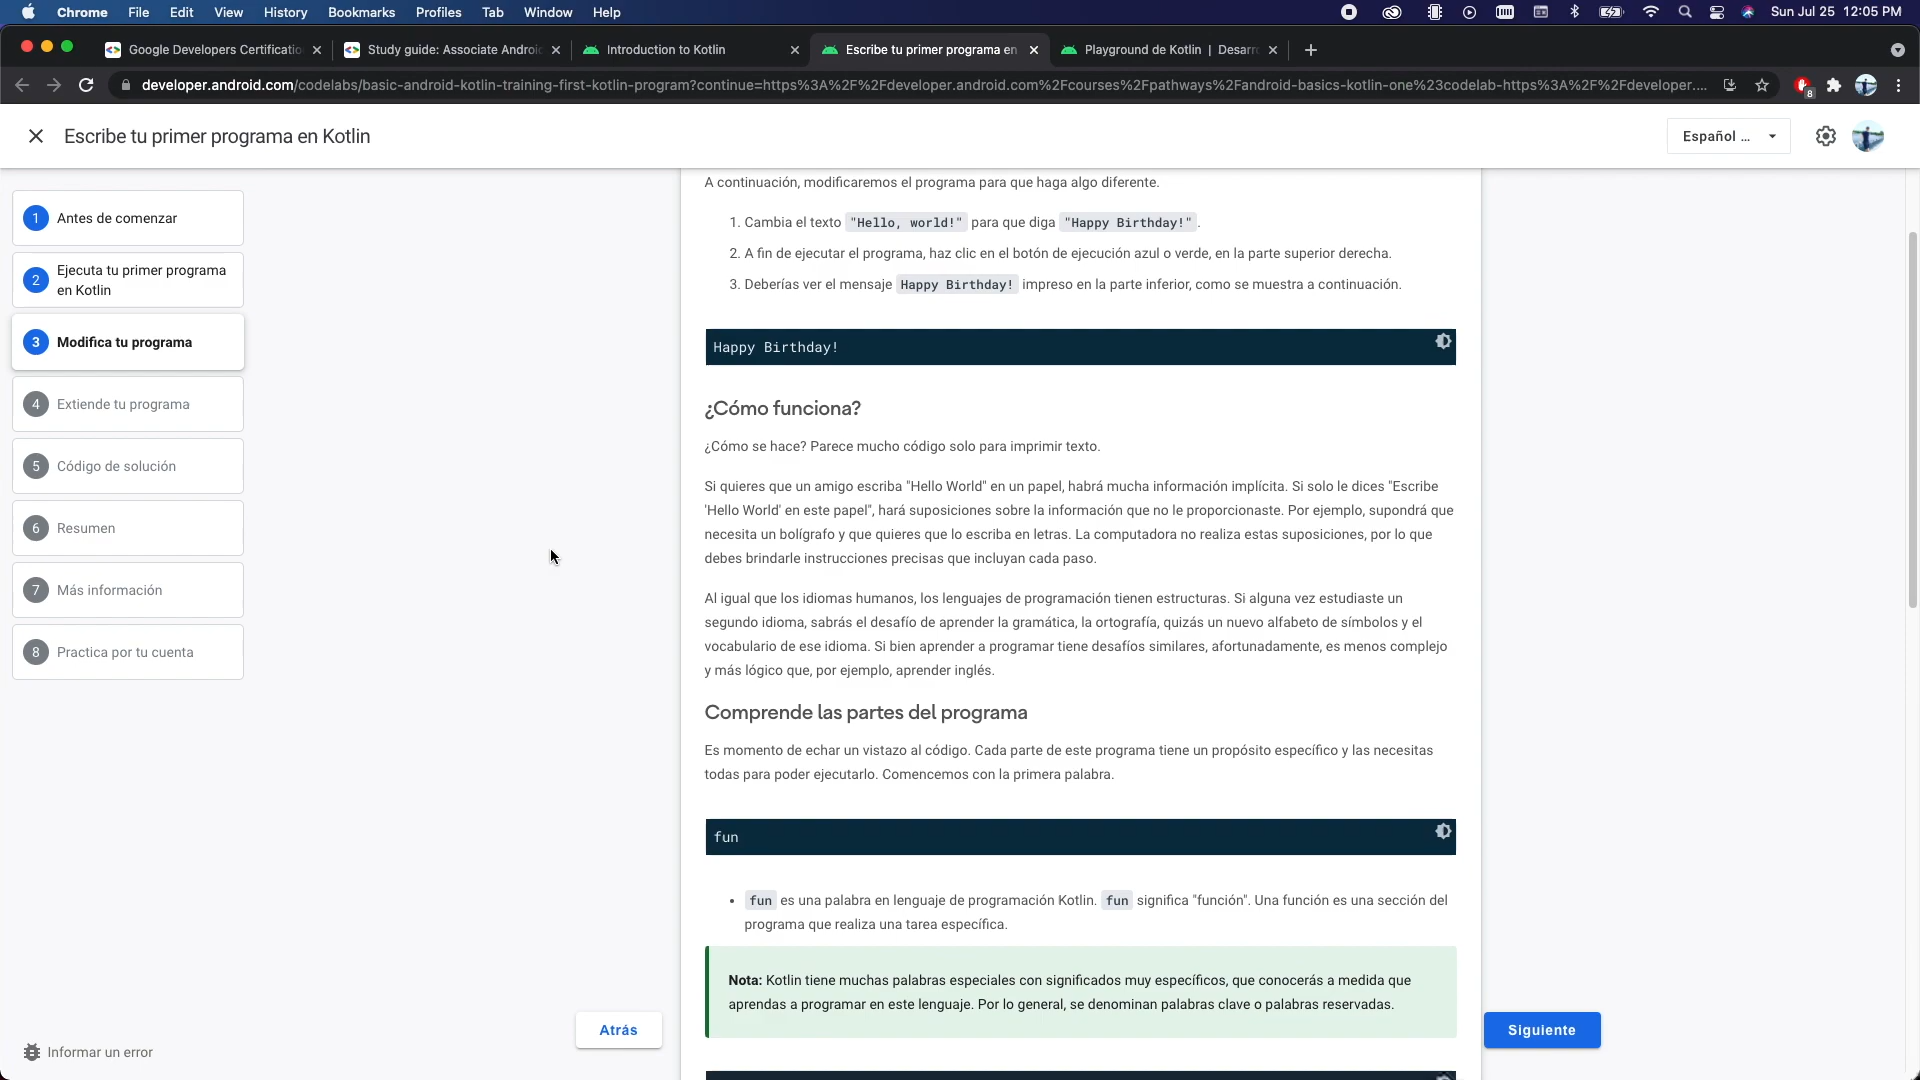 Chrome File Edit View History Bookmarks Profiles Tab Window Help
Sun Jul 25 12:05 PM
Google Developers Certificatio
Study guide: Associate Androi
Introduction to Kotlin
Escribe tu primer programa en
Playground de Kotlin | Desarr
developer.android.com/codelabs/basic-android-kotlin-training-first-kotlin-program?continue=https%3A%2F%2Fdeveloper.android.com%2Fcourses%2Fpathways%2Fandroid-basics-kotlin-one%23codelab-https%3A%2F%2Fdeveloper....
8
Escribe tu primer programa en Kotlin
Español ...
1 Antes de comenzar
2 Ejecuta tu primer programa
en Kotlin
3 Modifica tu programa
4 Extiende tu programa
5 Código de solución
6 Resumen
7 Más información
8 Practica por tu cuenta
Informar un error
A continuación, modificaremos el programa para que haga algo diferente.
1. Cambia el texto "Hello, world!" para que diga "Happy Birthday!".
2. A fin de ejecutar el programa, haz clic en el botón de ejecución azul o verde, en la parte superior derecha.
3. Deberías ver el mensaje Happy Birthday! impreso en la parte inferior, como se muestra a continuación.
Happy Birthday!
¿Cómo funciona?
¿Cómo se hace? Parece mucho código solo para imprimir texto.
Si quieres que un amigo escriba "Hello World" en un papel, habrá mucha información implícita. Si solo le dices "Escribe
'Hello World' en este papel", hará suposiciones sobre la información que no le proporcionaste. Por ejemplo, supondrá que
necesita un bolígrafo y que quieres que lo escriba en letras. La computadora no realiza estas suposiciones, por lo que
debes brindarle instrucciones precisas que incluyan cada paso.
Al igual que los idiomas humanos, los lenguajes de programación tienen estructuras. Si alguna vez estudiaste un
segundo idioma, sabrás el desafío de aprender la gramática, la ortografía, quizás un nuevo alfabeto de símbolos y el
vocabulario de ese idioma. Si bien aprender a programar tiene desafíos similares, afortunadamente, es menos complejo
y más lógico que, por ejemplo, aprender inglés.
Comprende las partes del programa
Es momento de echar un vistazo al código. Cada parte de este programa tiene un propósito específico y las necesitas
todas para poder ejecutarlo. Comencemos con la primera palabra.
fun
• fun es una palabra en lenguaje de programación Kotlin. fun significa "función". Una función es una sección del
programa que realiza una tarea específica.
Nota: Kotlin tiene muchas palabras especiales con significados muy específicos, que conocerás a medida que
aprendas a programar en este lenguaje. Por lo general, se denominan palabras clave o palabras reservadas.
Atrás
Siguiente